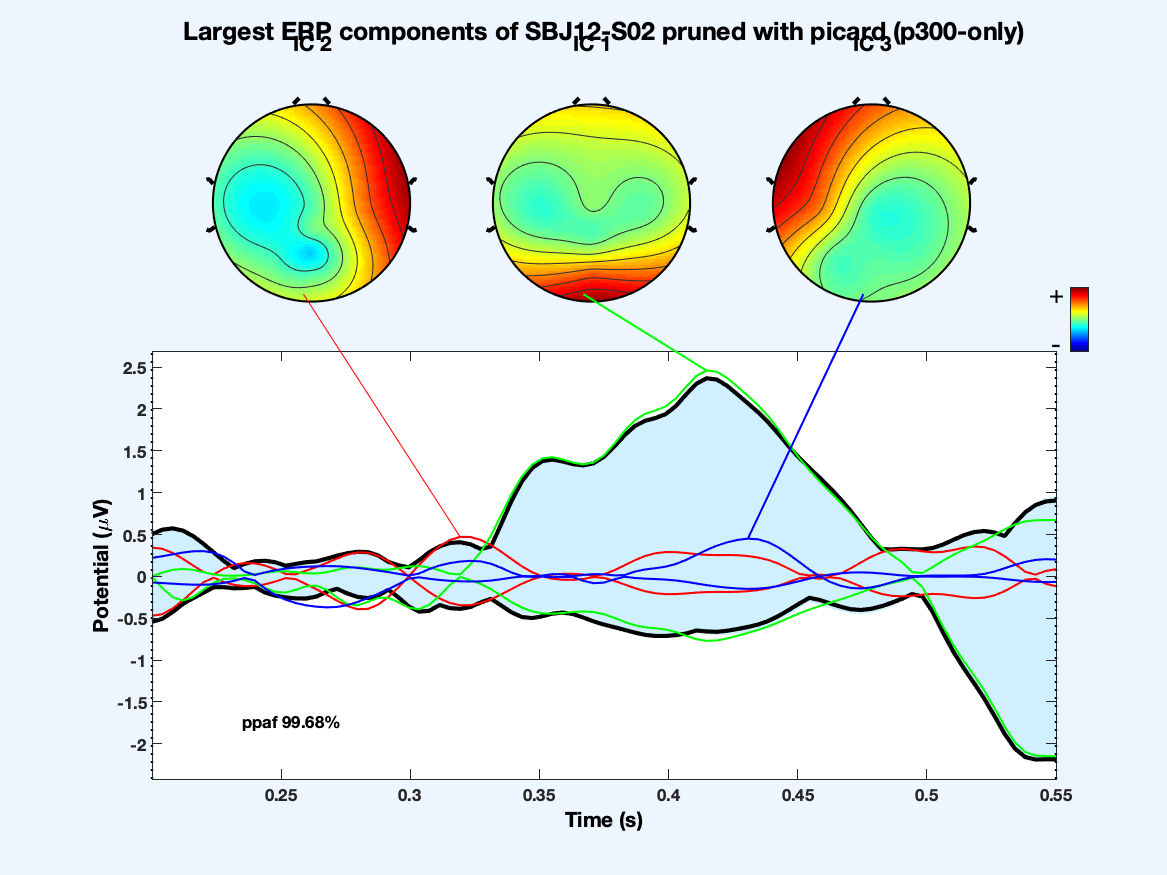 Largest ERP components of SBJ12-S02 pruned with picard (p300-only)
IC 2
IC 1
IC 3
+
-
2.5
2
1.5
1
0.5
0
-0.5
-1
-1.5
-2
Potential (μV)
ppaf 99.68%
0.25
0.3
0.35
0.4
0.45
0.5
0.55
Time (s)